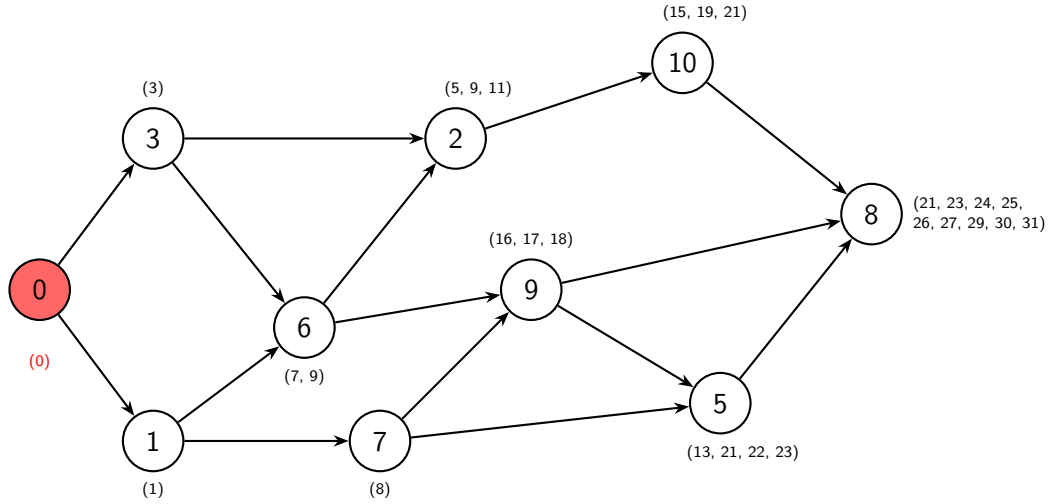 (15, 19, 21)
10
(3)
(5, 9, 11)
3
2
8
(21, 23, 24, 25,
26, 27, 29, 30, 31)
(16, 17, 18)
0
9
6
(0)
(7, 9)
5
1
7
(13, 21, 22, 23)
(1)
(8)